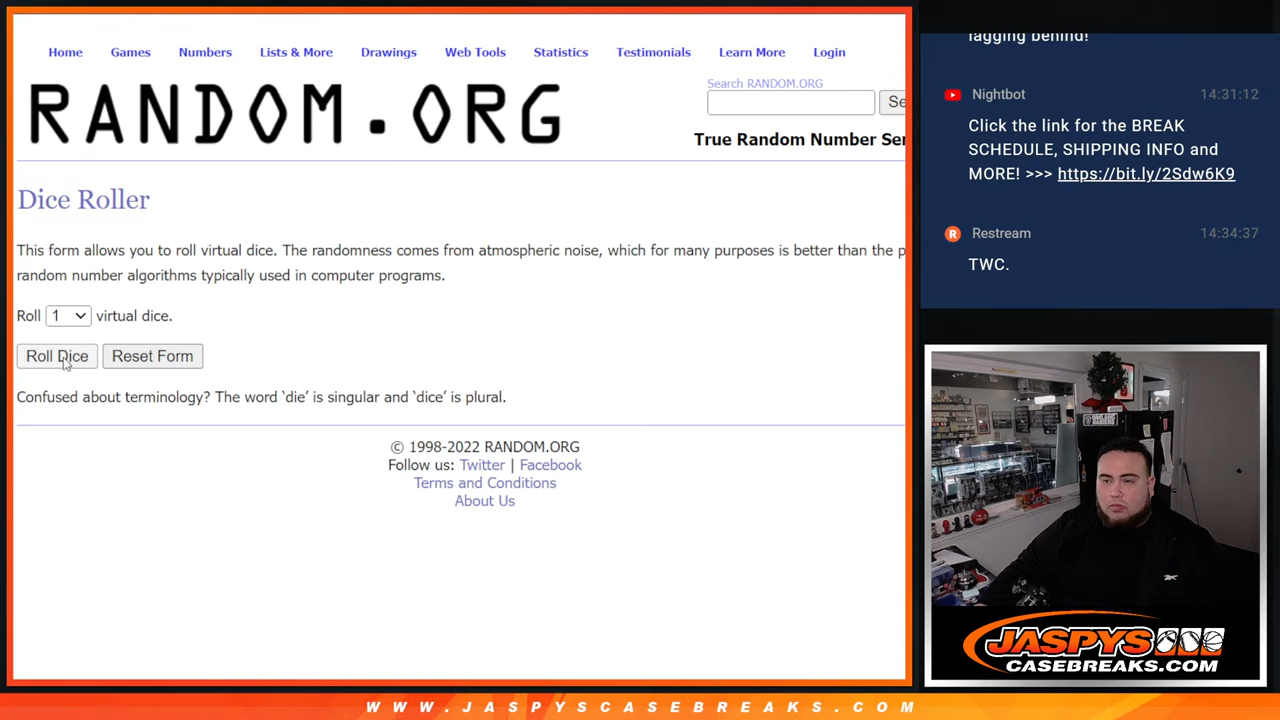 Home Games Numbers Lists & More Drawings Web Tools Statistics Testimonials Learn More Login
RANDOM.ORG
Search RANDOM.ORG
Se
True Random Number Ser
Dice Roller
This form allows you to roll virtual dice. The randomness comes from atmospheric noise, which for many purposes is better than the p
random number algorithms typically used in computer programs.
Roll 1 virtual dice.
Roll Dice Reset Form
Confused about terminology? The word ‘die’ is singular and ‘dice’ is plural.
© 1998-2022 RANDOM.ORG
Follow us: Twitter | Facebook
Terms and Conditions
About Us
lagging behind!
Nightbot 14:31:12
Click the link for the BREAK
SCHEDULE, SHIPPING INFO and
MORE! >>> https://bit.ly/2Sdw6K9
Restream 14:34:37
TWC.
OAKLAND
RAIDERS
JASPYS
CASEBREAKS.COM
WWW.JASPYSCASEBREAKS.COM